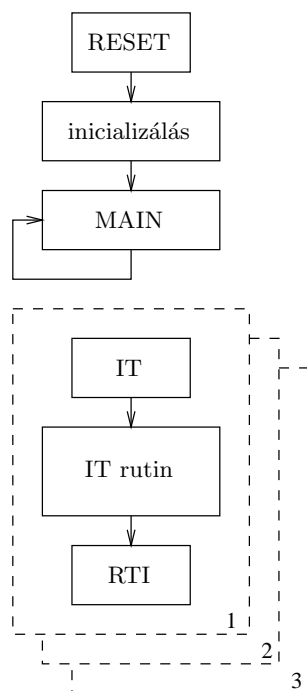 RESET
inicializálás
MAIN
IT
IT rutin
RTI
1
2
3